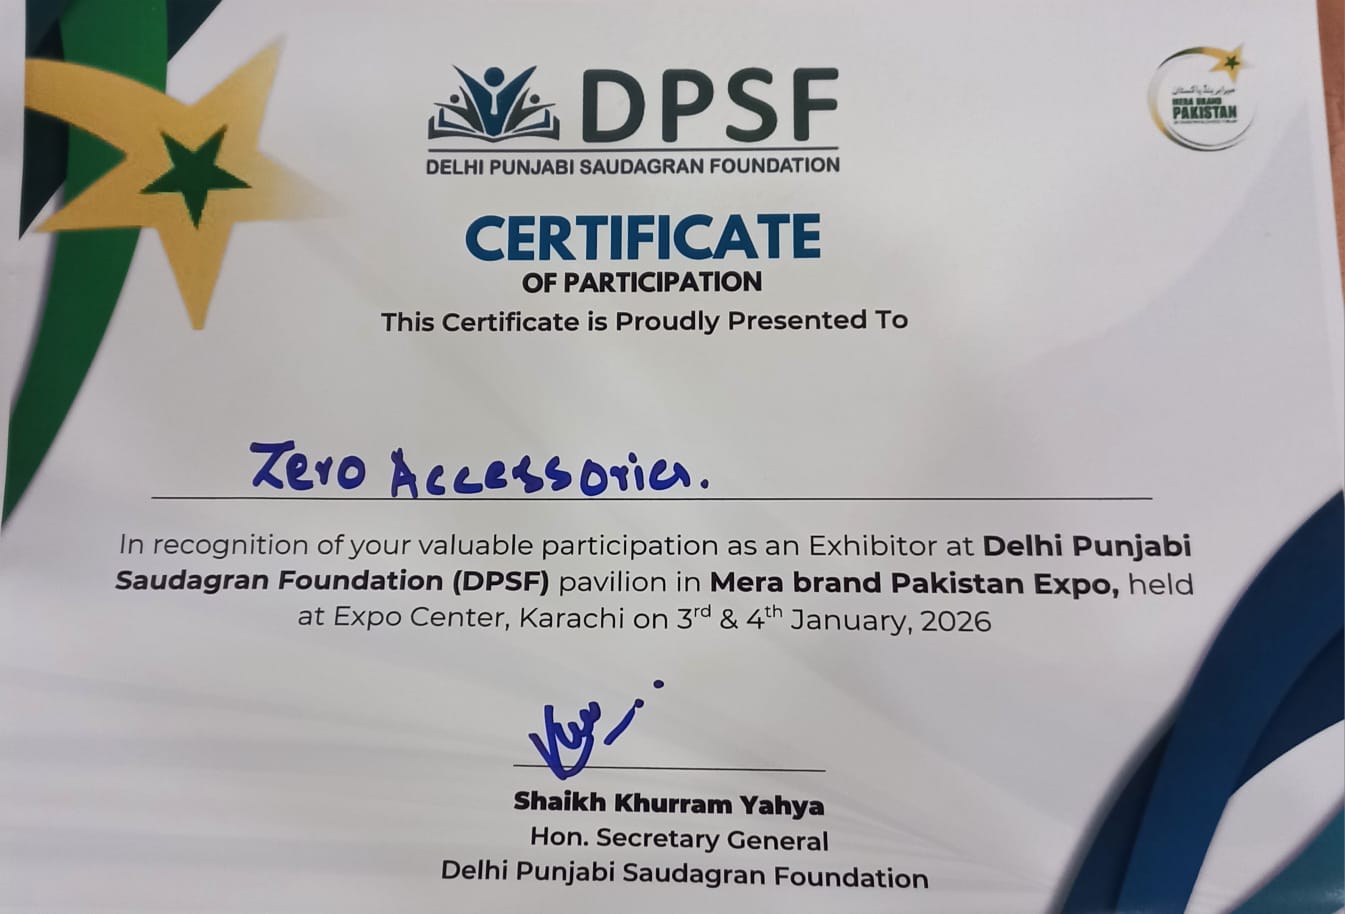 DPSF
DELHI PUNJABI SAUDAGRAN FOUNDATION
میرا برینڈ پاکستان
MERA BRAND
PAKISTAN
CERTIFICATE
OF PARTICIPATION
This Certificate is Proudly Presented To
Zero Accessories.
In recognition of your valuable participation as an Exhibitor at Delhi Punjabi
Saudagran Foundation (DPSF) pavilion in Mera brand Pakistan Expo, held
at Expo Center, Karachi on 3rd & 4th January, 2026
Shaikh Khurram Yahya
Hon. Secretary General
Delhi Punjabi Saudagran Foundation